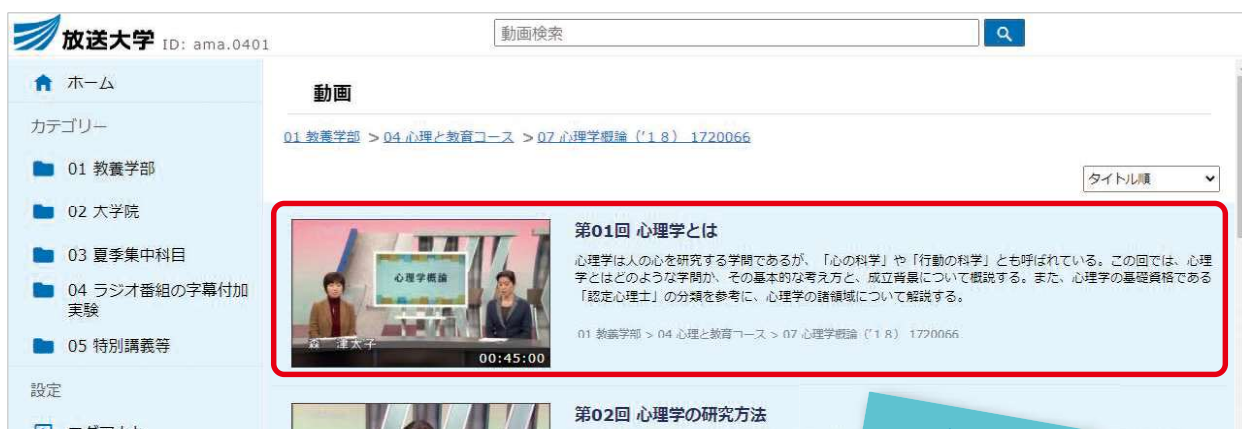 放送大学 ID: ama.0401
動画検索
ホーム
カテゴリー
01 教養学部
02 大学院
03 夏季集中科目
04 ラジオ番組の字幕付加
実験
05 特別講義等
設定
動画
01 教養学部 > 04 心理と教育コース > 07 心理学概論（'１８） 1720066
タイトル順
心理学概論
森 津太子
00:45:00
第01回 心理学とは
心理学は人の心を研究する学問であるが、「心の科学」や「行動の科学」とも呼ばれている。この回では、心理
学とはどのような学問か、その基本的な考え方と、成立背景について概説する。また、心理学の基礎資格である
「認定心理士」の分類を参考に、心理学の諸領域について解説する。
01 教養学部 > 04 心理と教育コース > 07 心理学概論（'１８） 1720066
第02回 心理学の研究方法